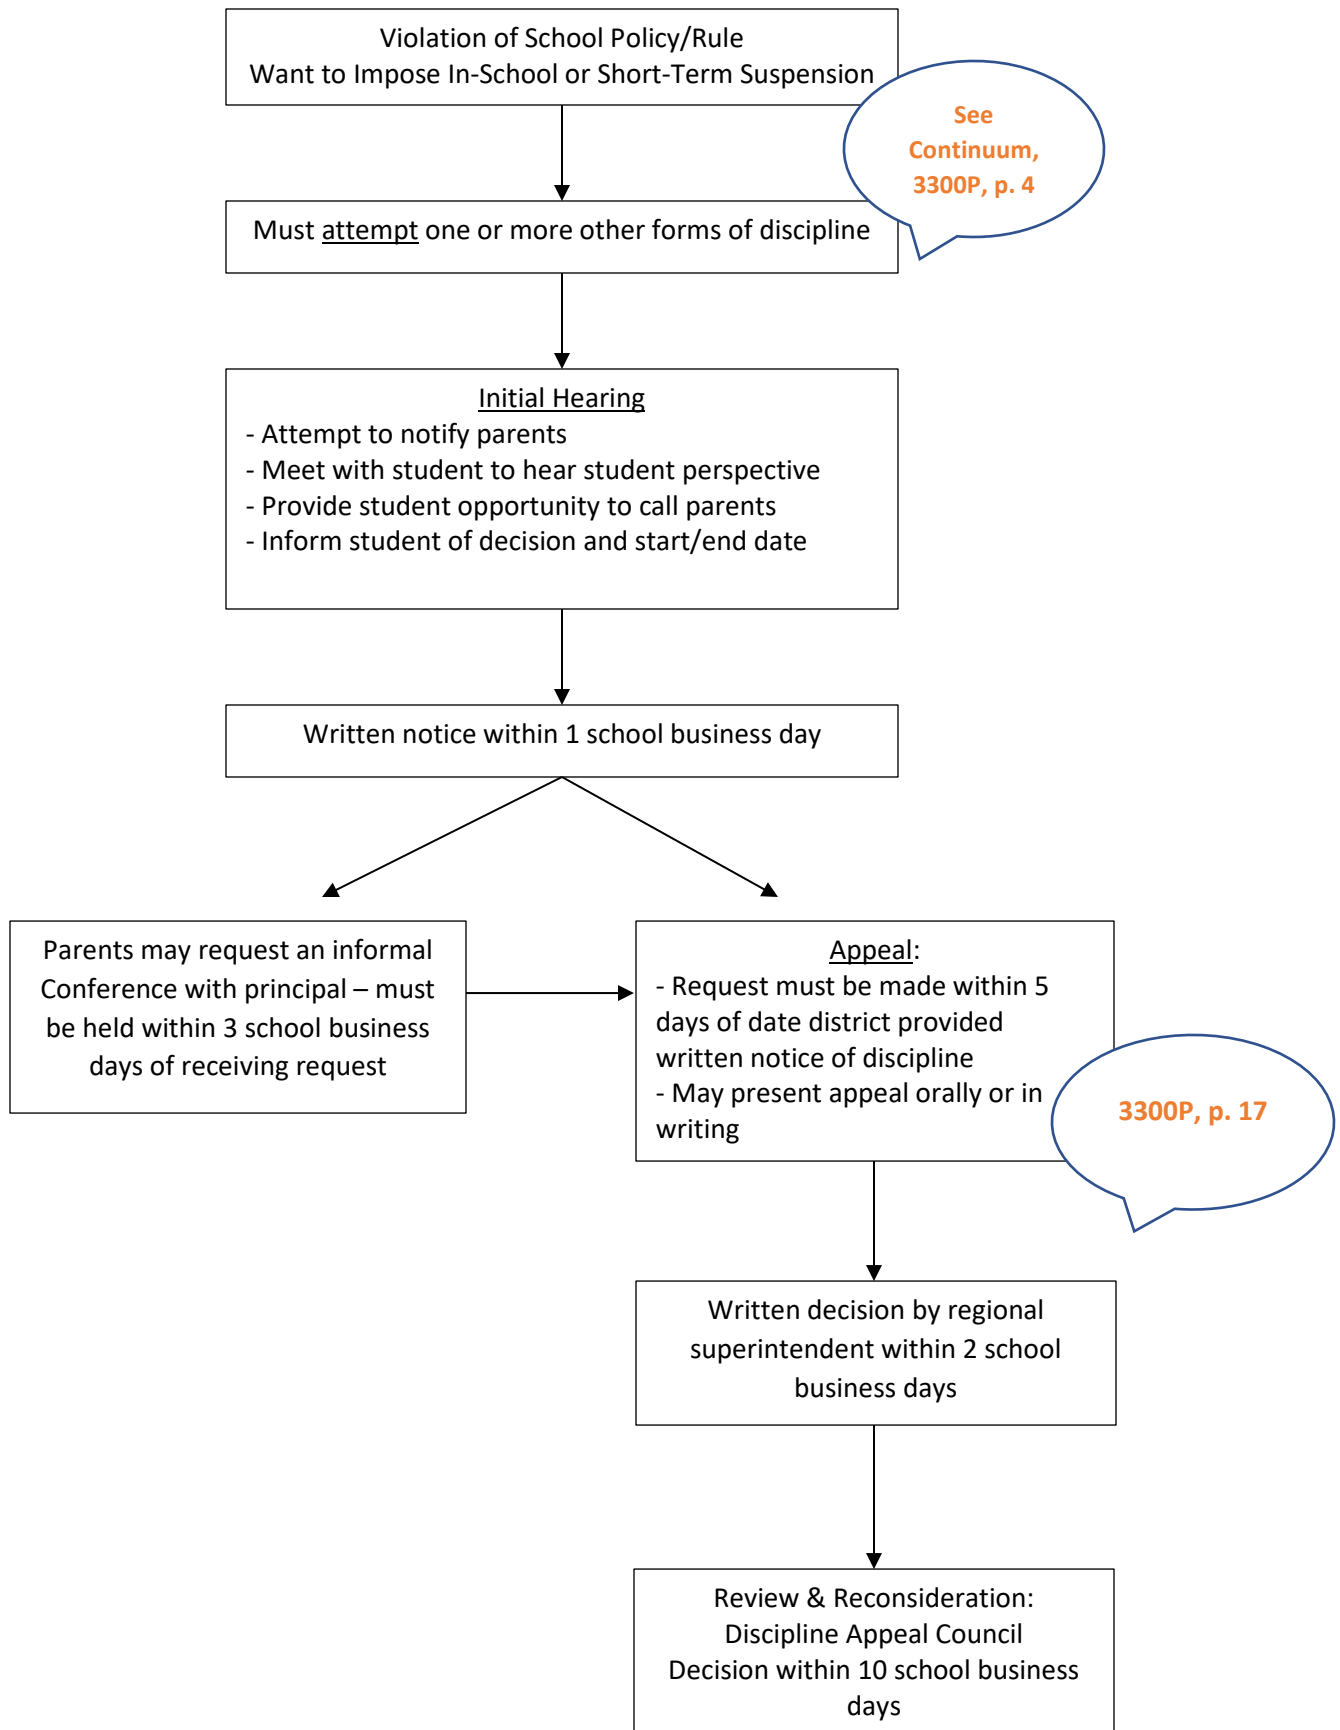 Violation of School Policy/Rule
Want to Impose In-School or Short-Term Suspension
See
Continuum,
3300P, p. 4
Must attempt one or more other forms of discipline
Initial Hearing
- Attempt to notify parents
- Meet with student to hear student perspective
- Provide student opportunity to call parents
- Inform student of decision and start/end date
Written notice within 1 school business day
Parents may request an informal
Conference with principal – must
be held within 3 school business
days of receiving request
Appeal:
- Request must be made within 5
days of date district provided
written notice of discipline
- May present appeal orally or in
writing
3300P, p. 17
Written decision by regional
superintendent within 2 school
business days
Review & Reconsideration:
Discipline Appeal Council
Decision within 10 school business
days